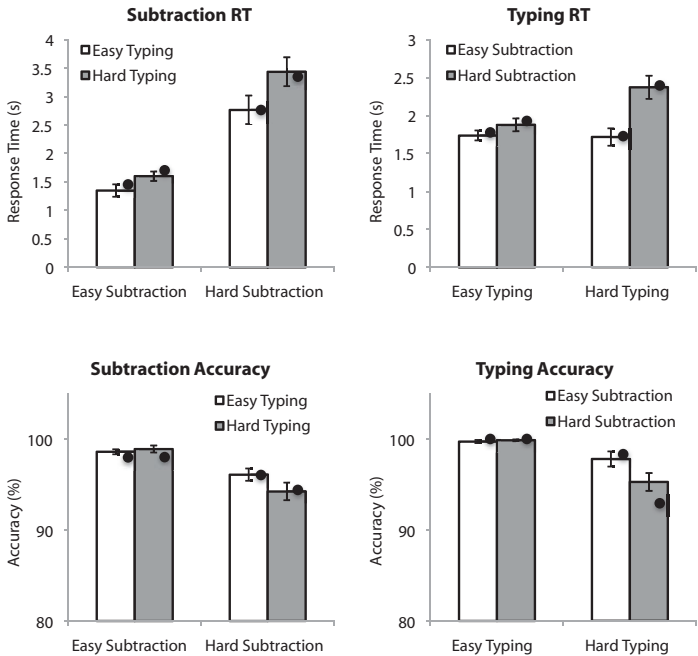 Subtraction RT
Typing RT
4
3.5
3
2.5
2
1.5
1
0.5
0
Response Time (s)
Easy Typing
Hard Typing
Easy Subtraction
Hard Subtraction
3
2.5
2
1.5
1
0.5
0
Response Time (s)
Easy Subtraction
Hard Subtraction
Easy Typing
Hard Typing
Subtraction Accuracy
Typing Accuracy
100
90
80
Accuracy (%)
Easy Typing
Hard Typing
Easy Subtraction
Hard Subtraction
100
90
80
Accuracy (%)
Easy Subtraction
Hard Subtraction
Easy Typing
Hard Typing